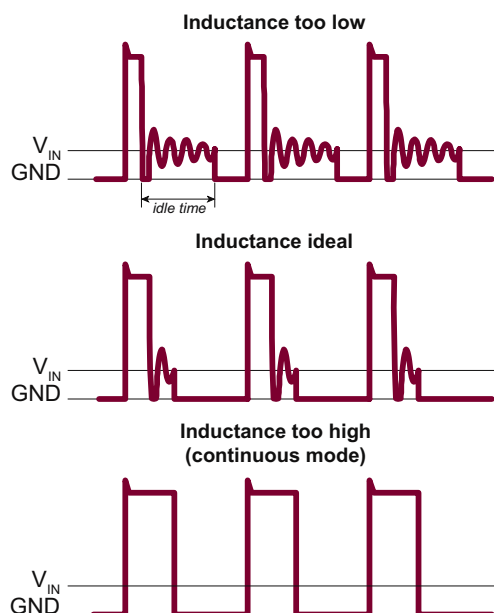 Inductance too low
V_IN
GND
idle time
Inductance ideal
V_IN
GND
Inductance too high
(continuous mode)
V_IN
GND